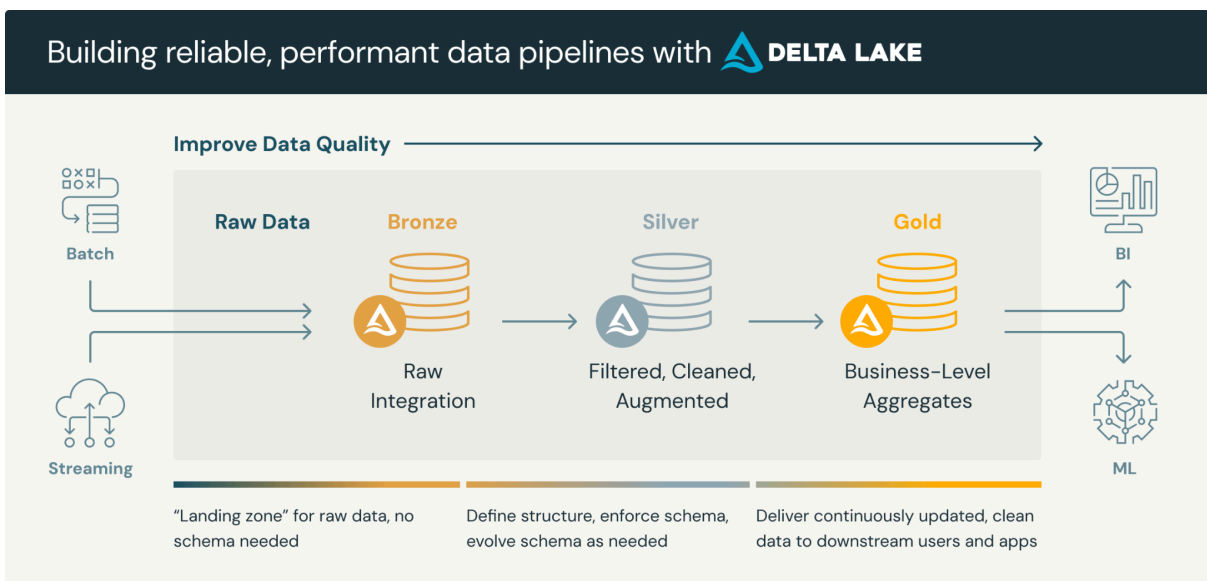 Building reliable, performant data pipelines with DELTA LAKE
Improve Data Quality
Batch
Streaming
Raw Data
Bronze
Raw
Integration
Silver
Filtered, Cleaned,
Augmented
Gold
Business-Level
Aggregates
BI
ML
“Landing zone” for raw data, no
schema needed
Define structure, enforce schema,
evolve schema as needed
Deliver continuously updated, clean
data to downstream users and apps